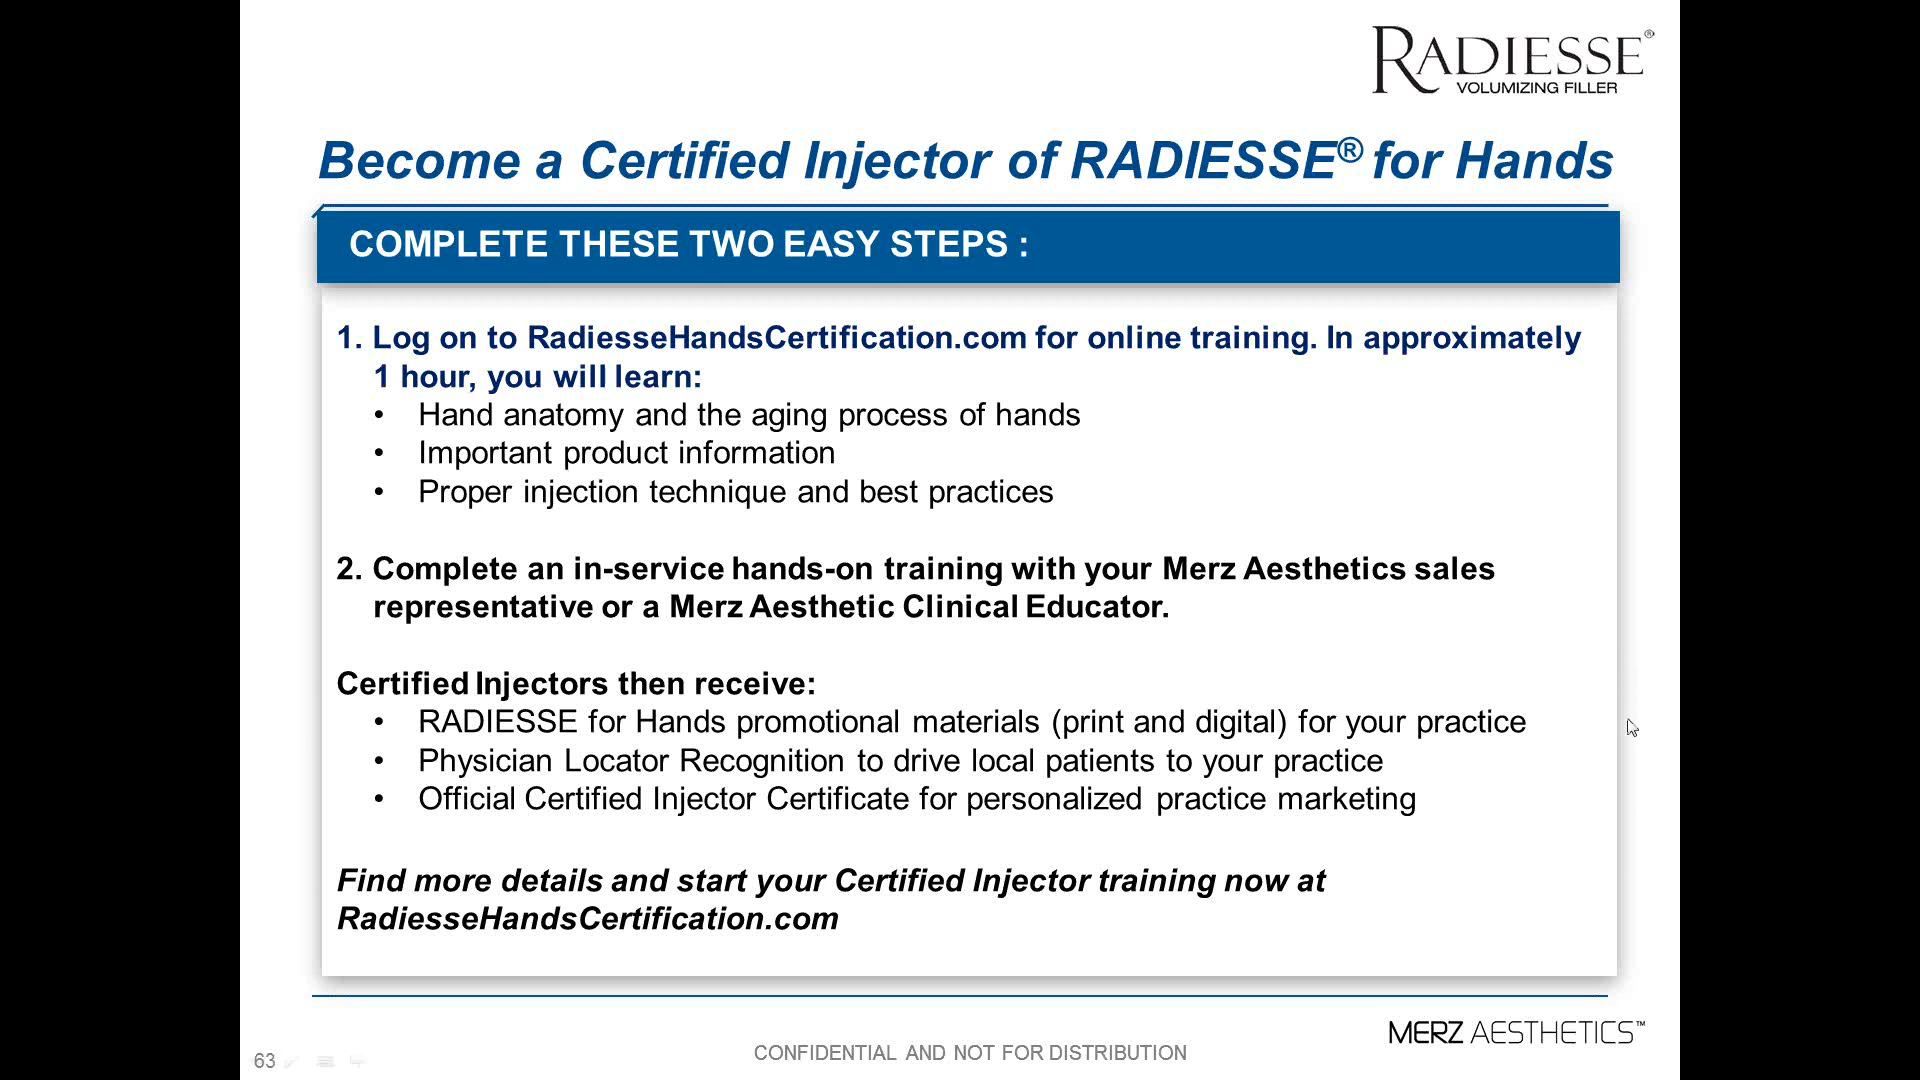 RADIESSE®
VOLUMIZING FILLER
Become a Certified Injector of RADIESSE® for Hands
COMPLETE THESE TWO EASY STEPS :
1. Log on to RadiesseHandsCertification.com for online training. In approximately
1 hour, you will learn:
• Hand anatomy and the aging process of hands
• Important product information
• Proper injection technique and best practices
2. Complete an in-service hands-on training with your Merz Aesthetics sales
representative or a Merz Aesthetic Clinical Educator.
Certified Injectors then receive:
• RADIESSE for Hands promotional materials (print and digital) for your practice
• Physician Locator Recognition to drive local patients to your practice
• Official Certified Injector Certificate for personalized practice marketing
Find more details and start your Certified Injector training now at
RadiesseHandsCertification.com
MERZ AESTHETICS™
63
CONFIDENTIAL AND NOT FOR DISTRIBUTION